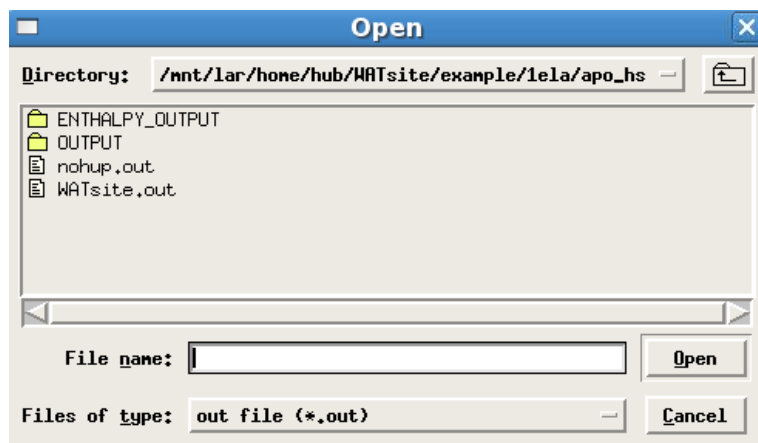 Open
Directory: /mnt/lar/home/hub/WATsite/example/1ela/apo_hs
ENTHALPY_OUTPUT
OUTPUT
nohup.out
WATsite.out
File name: Open
Files of type: out file (*.out) Cancel